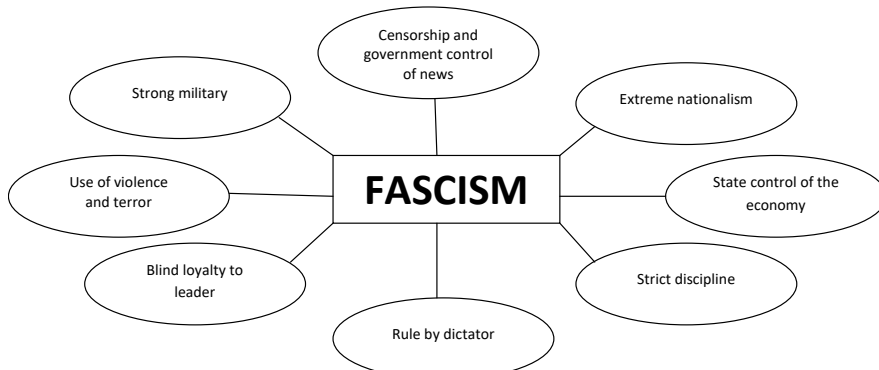 Censorship and
government control
of news
Strong military
Extreme nationalism
FASCISM
Use of violence
and terror
State control of the
economy
Blind loyalty to
leader
Strict discipline
Rule by dictator